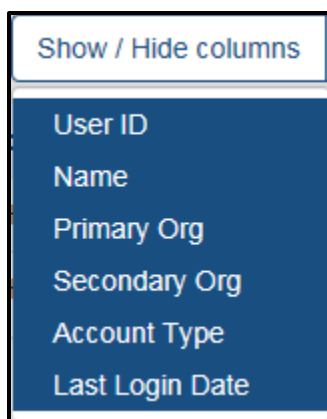 Show / Hide columns
User ID
Name
Primary Org
Secondary Org
Account Type
Last Login Date